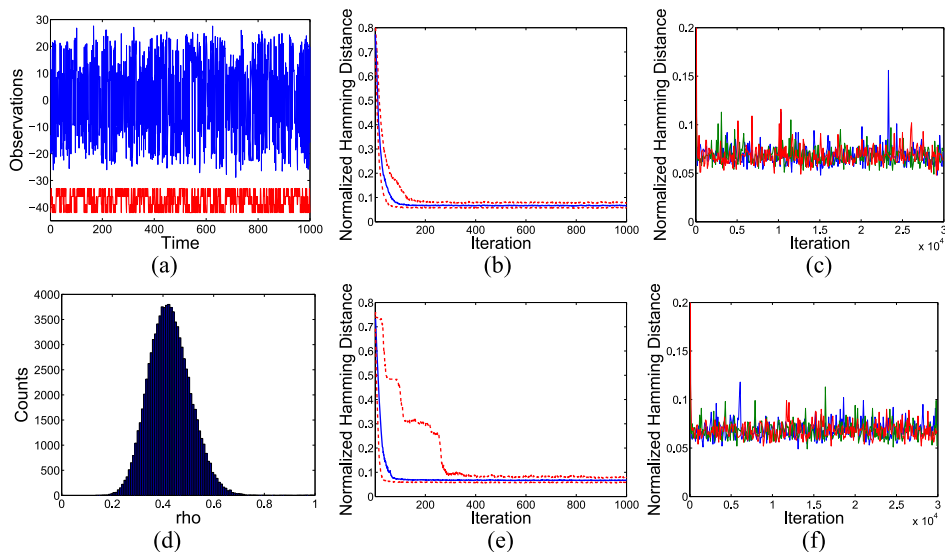 30
20
10
0
−10
−20
−30
−40
Observations
0 200 400 600 800 1000
Time
(a)
0.8
0.7
0.6
0.5
0.4
0.3
0.2
0.1
0
Normalized Hamming Distance
200 400 600 800 1000
Iteration
(b)
0.2
0.15
0.1
0.05
0
Normalized Hamming Distance
0 0.5 1 1.5 2 2.5 3
Iteration
x 10⁴
(c)
4000
3500
3000
2500
2000
1500
1000
500
0
Counts
0 0.2 0.4 0.6 0.8 1
rho
(d)
0.8
0.7
0.6
0.5
0.4
0.3
0.2
0.1
0
Normalized Hamming Distance
200 400 600 800 1000
Iteration
(e)
0.2
0.15
0.1
0.05
0
Normalized Hamming Distance
0 0.5 1 1.5 2 2.5 3
Iteration
x 10⁴
(f)